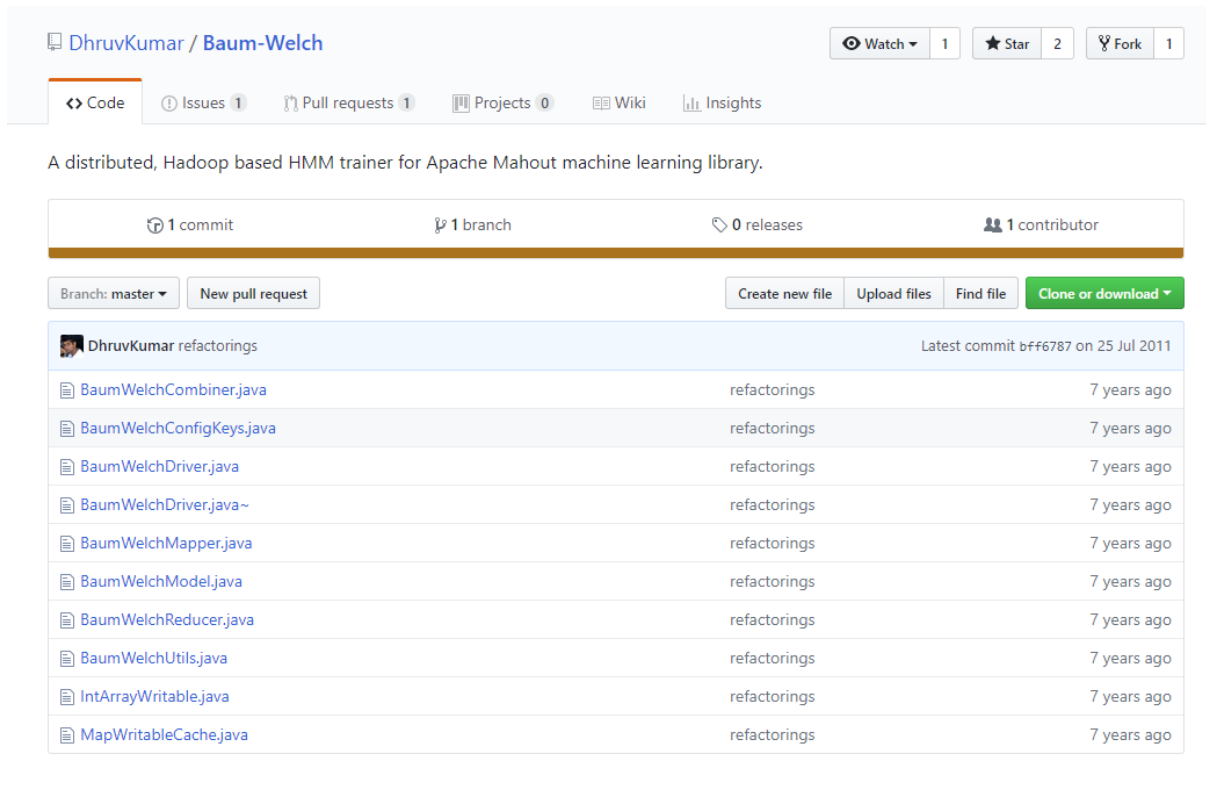 DhruvKumar / Baum-Welch Watch 1 Star 2 Fork 1
Code Issues 1 Pull requests 1 Projects 0 Wiki Insights
A distributed, Hadoop based HMM trainer for Apache Mahout machine learning library.
1 commit 1 branch 0 releases 1 contributor
Branch: master New pull request Create new file Upload files Find file Clone or download
DhruvKumar refactorings Latest commit bff6787 on 25 Jul 2011
BaumWelchCombiner.java refactorings 7 years ago
BaumWelchConfigKeys.java refactorings 7 years ago
BaumWelchDriver.java refactorings 7 years ago
BaumWelchDriver.java~ refactorings 7 years ago
BaumWelchMapper.java refactorings 7 years ago
BaumWelchModel.java refactorings 7 years ago
BaumWelchReducer.java refactorings 7 years ago
BaumWelchUtils.java refactorings 7 years ago
IntArrayWritable.java refactorings 7 years ago
MapWritableCache.java refactorings 7 years ago